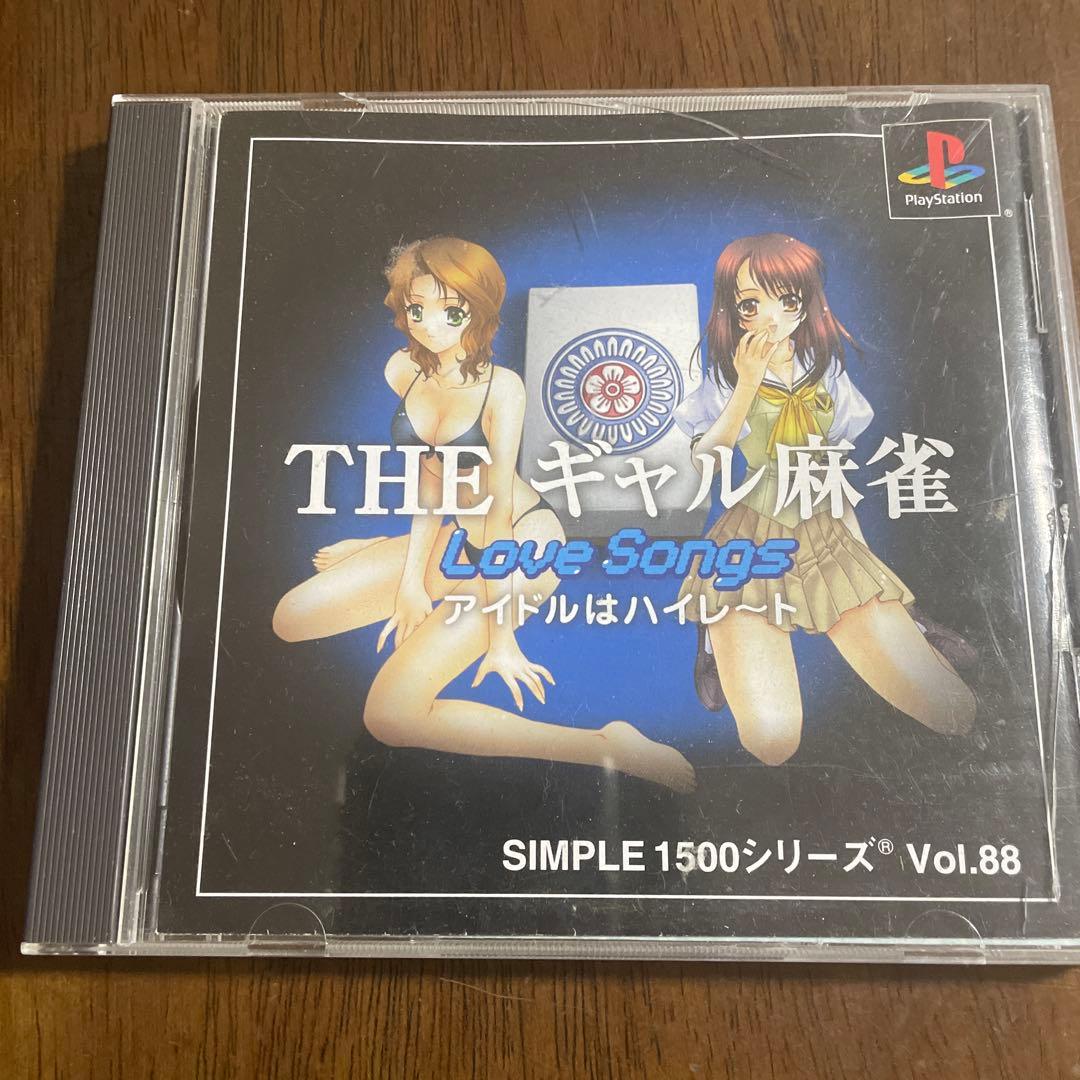 PlayStation
®
THE ギャル麻雀
Love Songs
アイドルはハイレ〜ト
SIMPLE 1500シリーズ® Vol.88